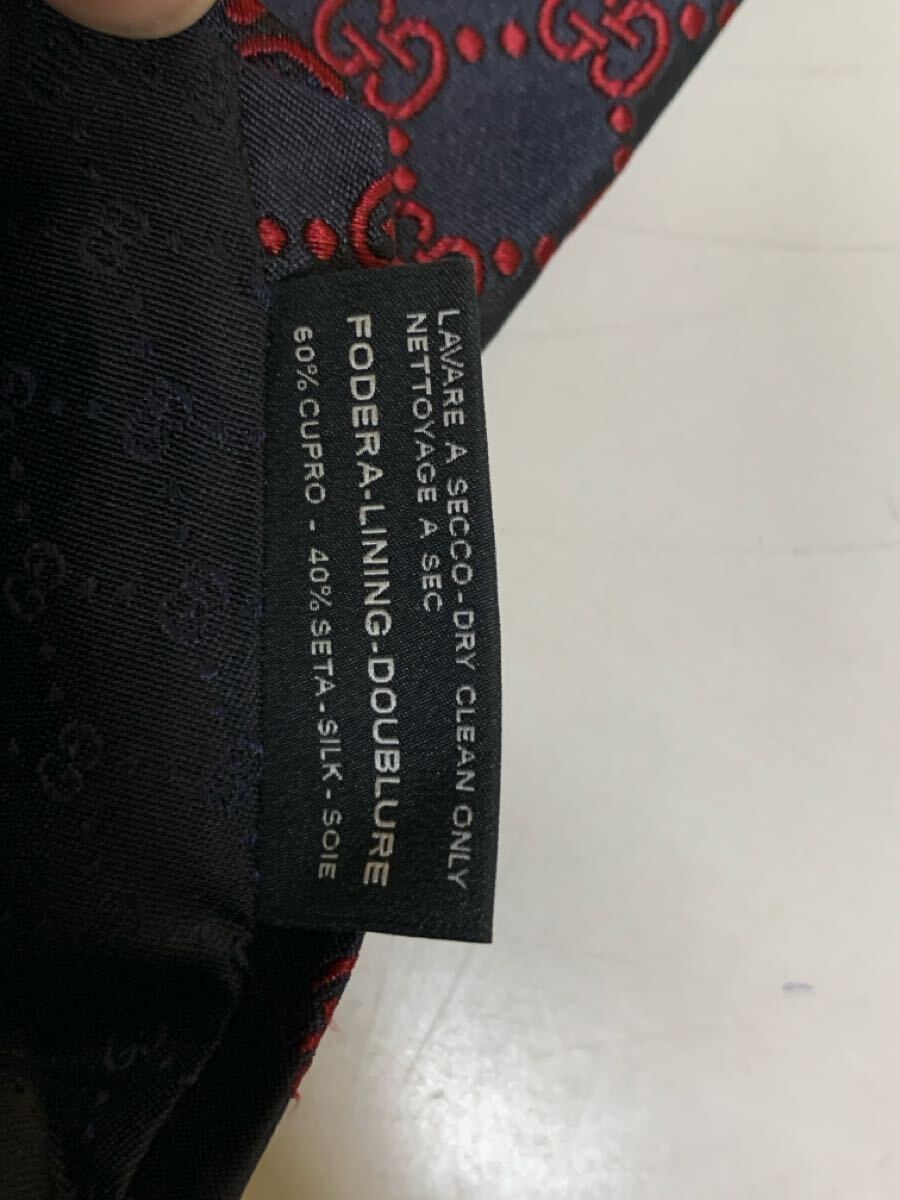 LAVARE A SECCO-DRY CLEAN ONLY
NETTOYAGE A SEC
FODERA-LINING-DOUBLURE
60% CUPRO - 40% SETA-SILK-SOIE